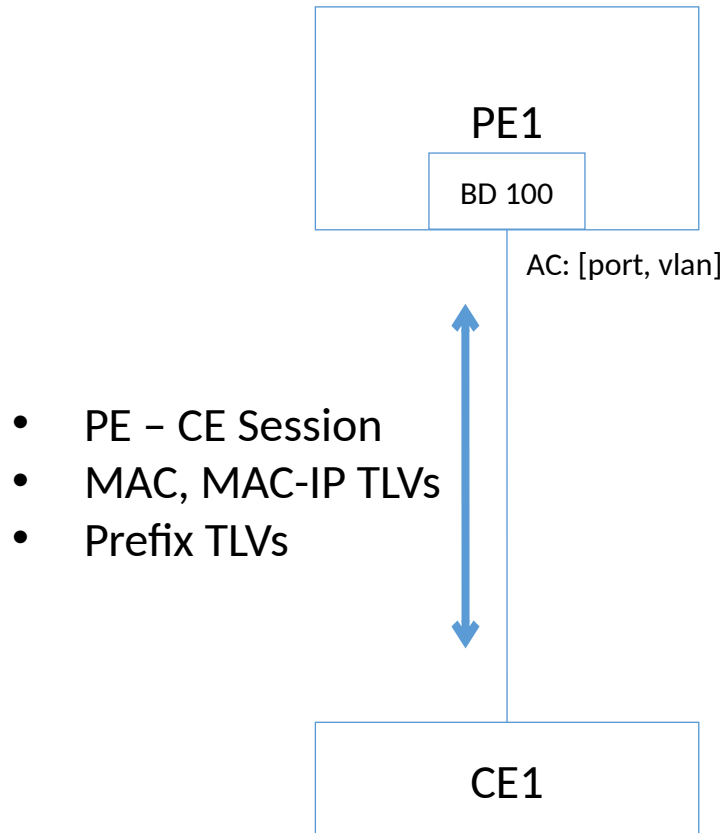 PE1
BD 100
AC: [port, vlan]
• PE – CE Session
• MAC, MAC-IP TLVs
• Prefix TLVs
CE1